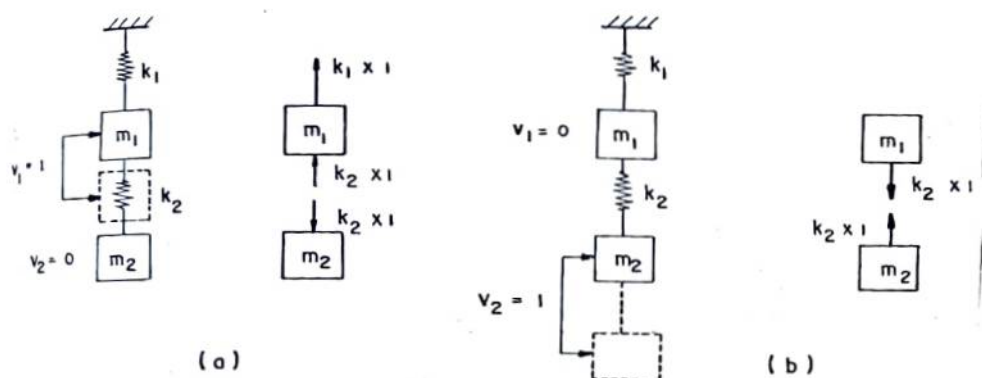 k₁
m₁
v₁ = 1
k₂
v₂ = 0
m₂
k₁ x 1
m₁
k₂ x 1
k₂ x 1
m₂
(a)
k₁
v₁ = 0
m₁
k₂
m₂
v₂ = 1
m₁
k₂ x 1
k₂ x 1
m₂
(b)